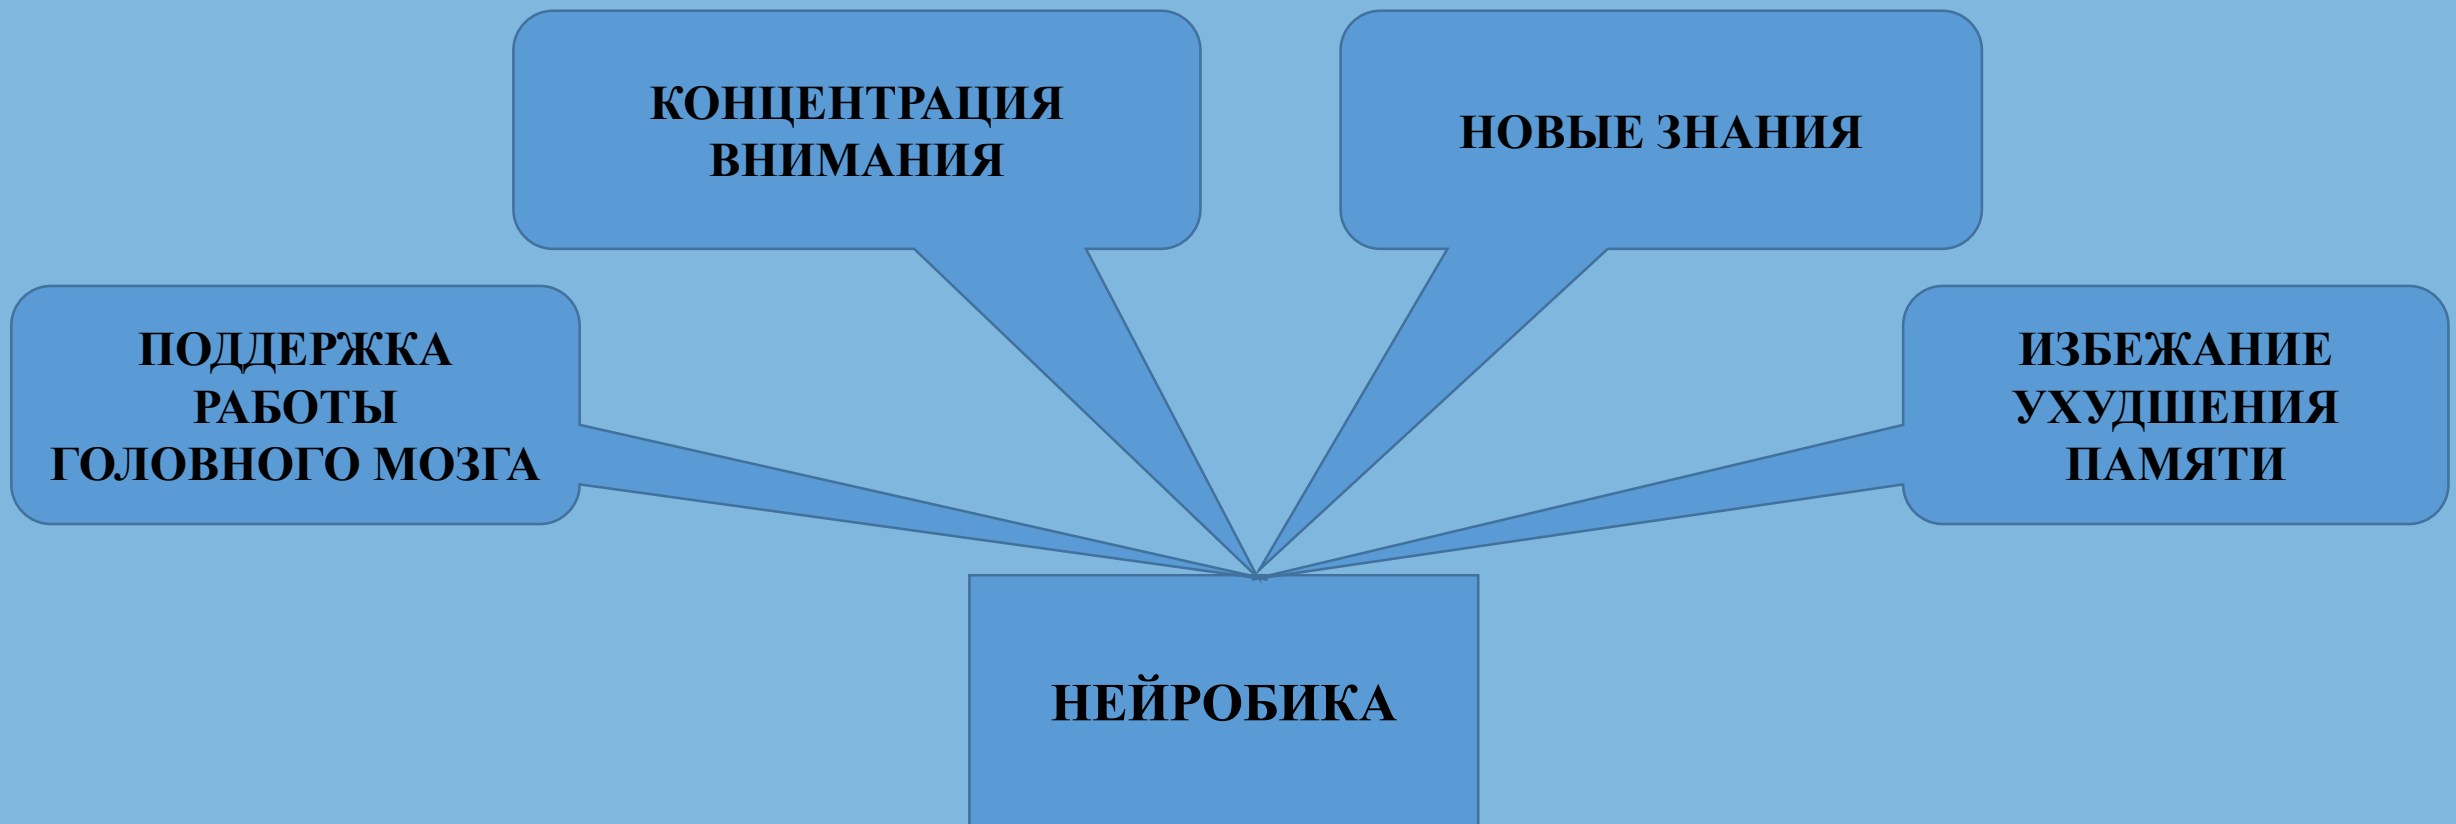 КОНЦЕНТРАЦИЯ
ВНИМАНИЯ
НОВЫЕ ЗНАНИЯ
ПОДДЕРЖКА
РАБОТЫ
ГОЛОВНОГО МОЗГА
ИЗБЕЖАНИЕ
УХУДШЕНИЯ
ПАМЯТИ
НЕЙРОБИКА